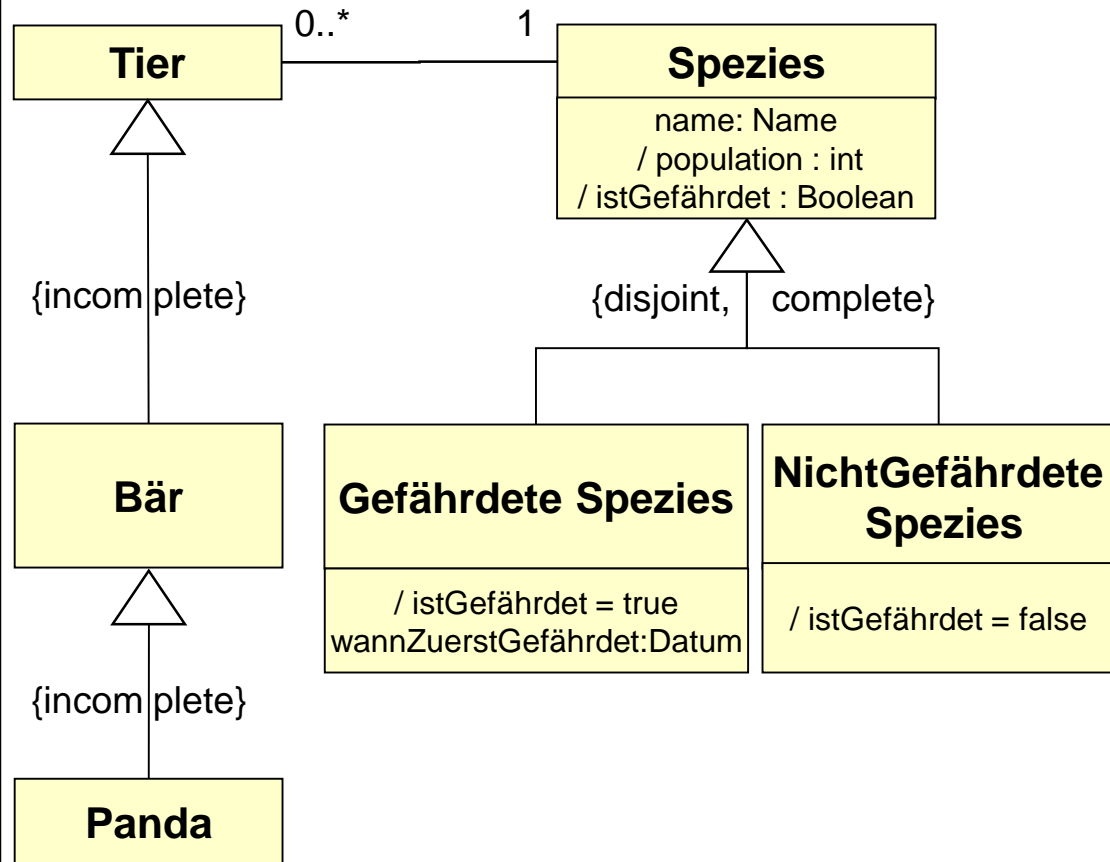 0..*
1
Tier
Spezies
name: Name
/ population : int
/ istGefährdet : Boolean
{incom plete}
{disjoint, complete}
Bär
Gefährdete Spezies
NichtGefährdete
Spezies
/ istGefährdet = true
wannZuerstGefährdet:Datum
/ istGefährdet = false
{incom plete}
Panda